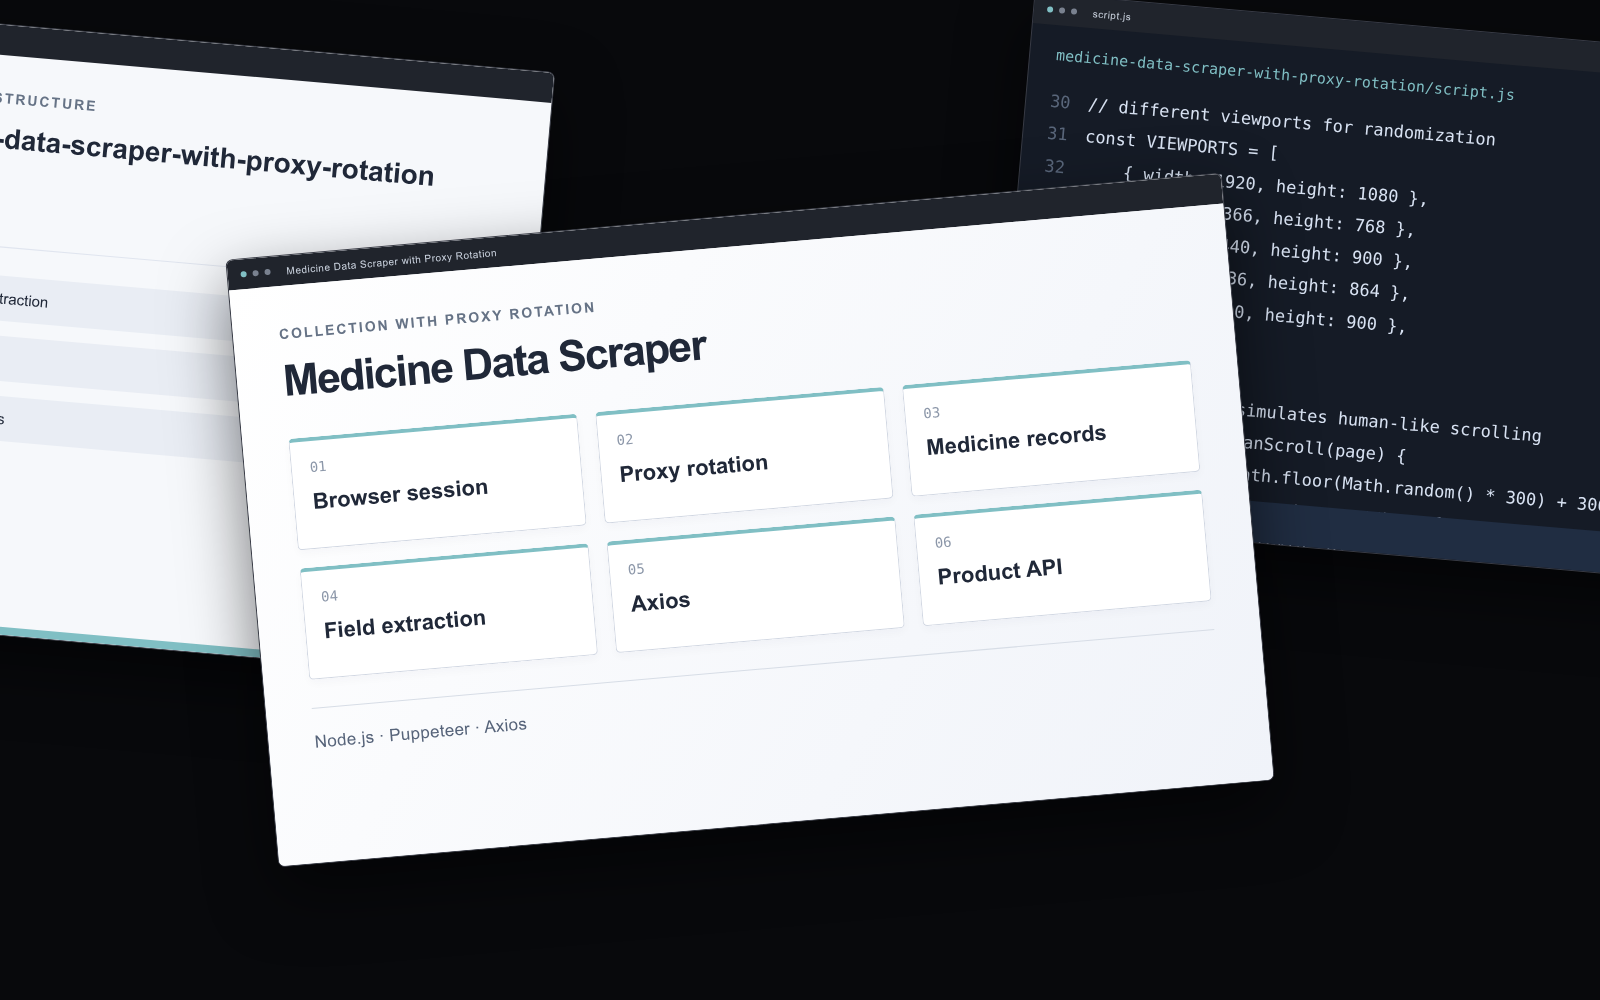 STRUCTURE
-data-scraper-with-proxy-rotation
traction
s
script.js
medicine-data-scraper-with-proxy-rotation/script.js
30 // different viewports for randomization
31 const VIEWPORTS = [
32 { width: 1920, height: 1080 },
366, height: 768 },
40, height: 900 },
36, height: 864 },
0, height: 900 },
simulates human-like scrolling
anScroll(page) {
ath.floor(Math.random() * 300) + 300
Medicine Data Scraper with Proxy Rotation
COLLECTION WITH PROXY ROTATION
Medicine Data Scraper
01
Browser session
02
Proxy rotation
03
Medicine records
04
Field extraction
05
Axios
06
Product API
Node.js · Puppeteer · Axios